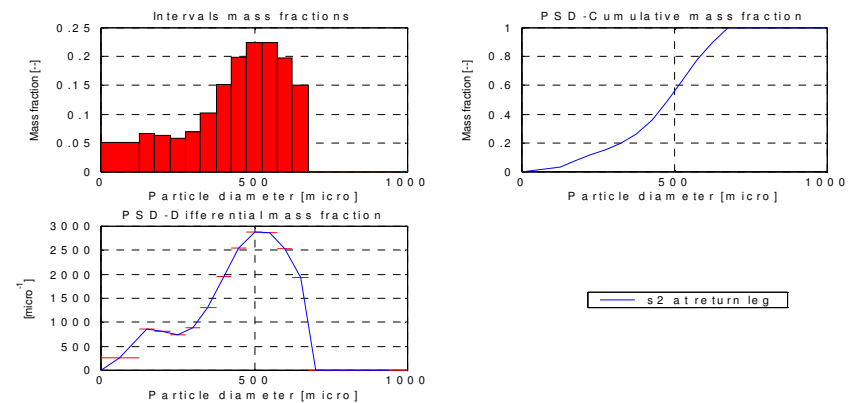 Intervals mass fractions
Mass fraction [--]
0.25
0.2
0.15
0.1
0.05
0
0 500 1000
Particle diameter [micro]
PSD-Cumulative mass fraction
Mass fraction [--]
1
0.8
0.6
0.4
0.2
0
0 500 1000
Particle diameter [micro]
PSD-Differential mass fraction
[micro-1]
3000
2500
2000
1500
1000
500
0
0 500 1000
Particle diameter [micro]
s2 at return leg